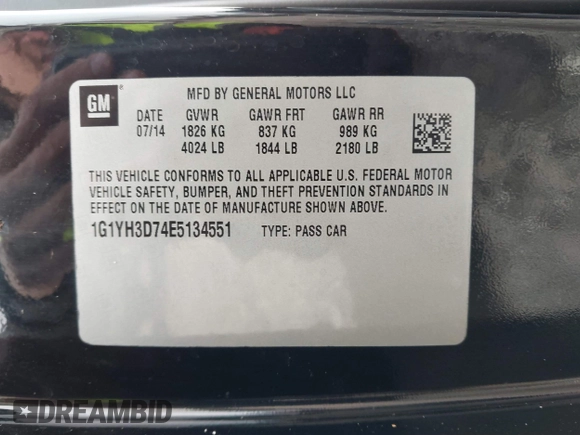 MFD BY GENERAL MOTORS LLC
GM
DATE GVWR GAWR FRT GAWR RR
07/14 1826 KG 837 KG 989 KG
4024 LB 1844 LB 2180 LB
THIS VEHICLE CONFORMS TO ALL APPLICABLE U.S. FEDERAL MOTOR
VEHICLE SAFETY, BUMPER, AND THEFT PREVENTION STANDARDS IN
EFFECT ON THE DATE OF MANUFACTURE SHOWN ABOVE.
1G1YH3D74E5134551 TYPE: PASS CAR
DREAMBID